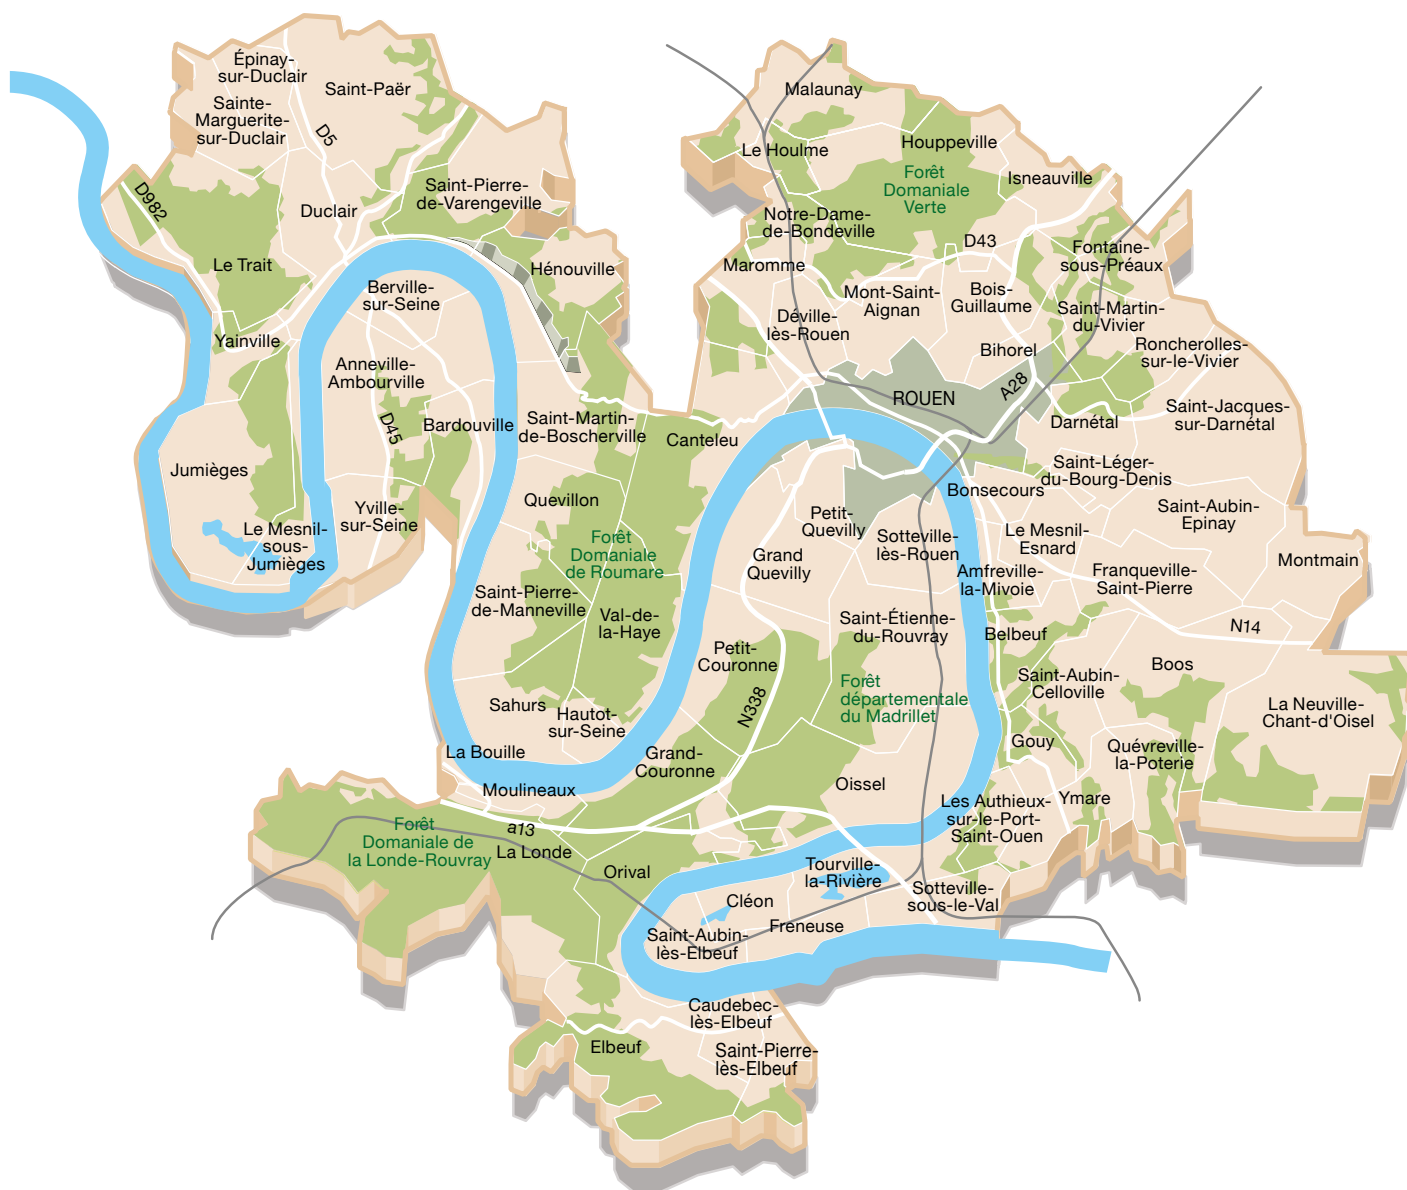 Épinay-
sur-Duclair
Saint-Paër
Sainte-
Marguerite-
sur-Duclair
D5
D982
Duclair
Saint-Pierre-
de-Varengeville
Le Trait
Hénouville
Berville-
sur-Seine
Yainville
Anneville-
Ambourville
D45
Bardouville
Saint-Martin-
de-Boscherville
Canteleu
Jumièges
Quevillon
Yville-
sur-Seine
Le Mesnil-
sous-
Jumièges
Forêt
Domaniale
de Roumare
Saint-Pierre-
de-Manneville
Val-de-
la-Haye
Sahurs
Hautot-
sur-Seine
La Bouille
Moulineaux
Malaunay
Le Houlme
Houppeville
Forêt
Domaniale
Verte
Isneauville
Notre-Dame-
de-Bondeville
D43
Fontaine-
sous-Préaux
Maromme
Mont-Saint-
Aignan
Bois-
Guillaume
Déville-
lès-Rouen
Saint-Martin-
du-Vivier
Bihorel
Roncherolles-
sur-le-Vivier
ROUEN
A28
Saint-Jacques-
sur-Darnétal
Darnétal
Saint-Léger-
du-Bourg-Denis
Bonsecours
Petit-
Quevilly
Saint-Aubin-
Epinay
Sotteville-
lès-Rouen
Le Mesnil-
Esnard
Grand
Quevilly
Montmain
Amfreville-
la-Mivoie
Franqueville-
Saint-Pierre
Saint-Étienne-
du-Rouvray
Belbeuf
N14
Petit-
Couronne
Boos
Saint-Aubin-
Celloville
Forêt
départementale
du Madrillet
N338
La Neuville-
Chant-d'Oisel
Gouy
Quévreville-
la-Poterie
Grand-
Couronne
Oissel
Ymare
Les Authieux-
sur-le-Port-
Saint-Ouen
a13
Forêt
Domaniale de
la Londe-Rouvray
La Londe
Orival
Tourville-
la-Rivière
Sotteville-
sous-le-Val
Cléon
Freneuse
Saint-Aubin-
lès-Elbeuf
Caudebec-
lès-Elbeuf
Elbeuf
Saint-Pierre-
lès-Elbeuf